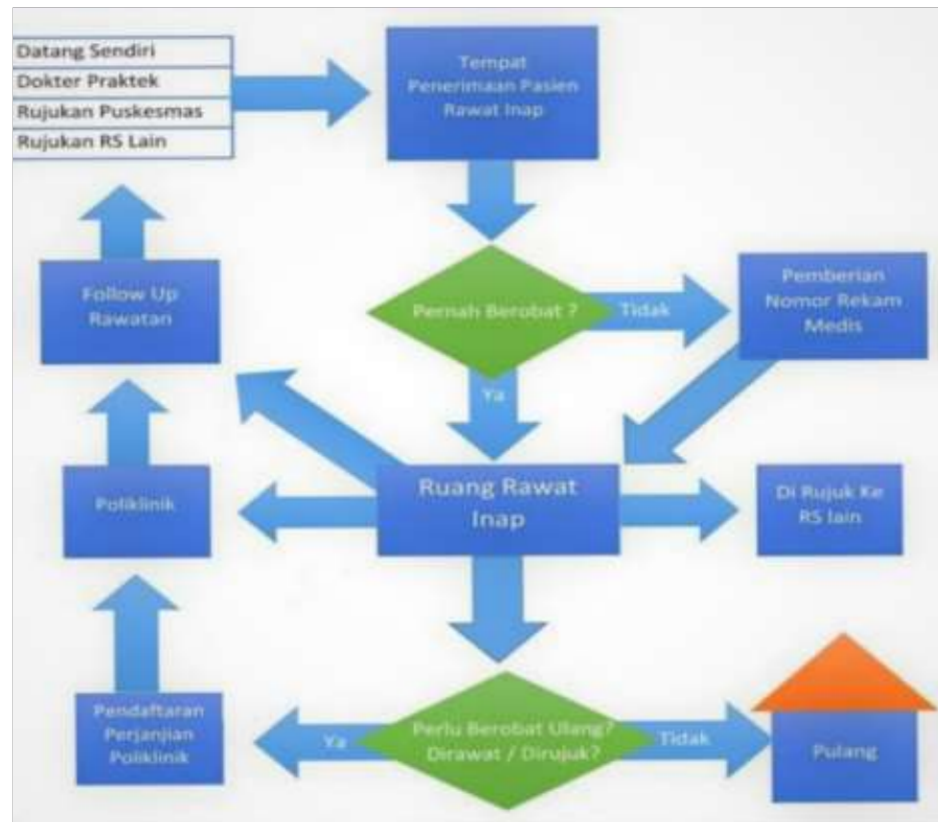 Datang Sendiri
Dokter Praktek
Rujukan Puskesmas
Rujukan RS Lain
Tempat
Penerimaan Pasien
Rawat Inap
Follow Up
Rawatan
Pernah Berobat ?
Tidak
Pemberian
Nomor Rekam
Medis
Ya
Poliklinik
Ruang Rawat
Inap
Di Rujuk Ke
RS lain
Pendaftaran
Perjanjian
Poliklinik
Ya
Perlu Berobat Ulang?
Dirawat / Dirujuk?
Tidak
Pulang